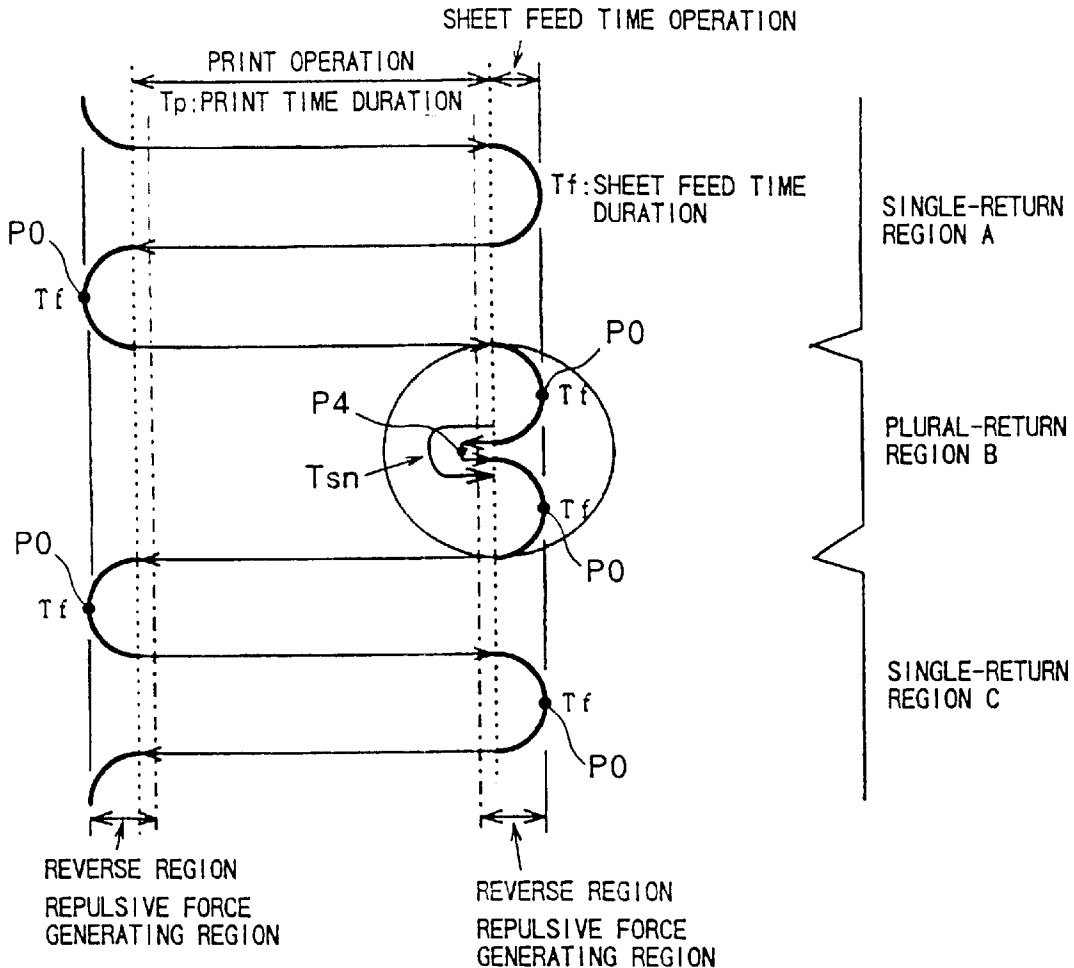 SHEET FEED TIME OPERATION
PRINT OPERATION
Tp:PRINT TIME DURATION
Tf:SHEET FEED TIME
DURATION
SINGLE-RETURN
REGION A
P0
Tf
P0
Tf
P4
PLURAL-RETURN
REGION B
Tsn
Tf
P0
P0
Tf
SINGLE-RETURN
REGION C
Tf
P0
REVERSE REGION
REPULSIVE FORCE
GENERATING REGION
REVERSE REGION
REPULSIVE FORCE
GENERATING REGION